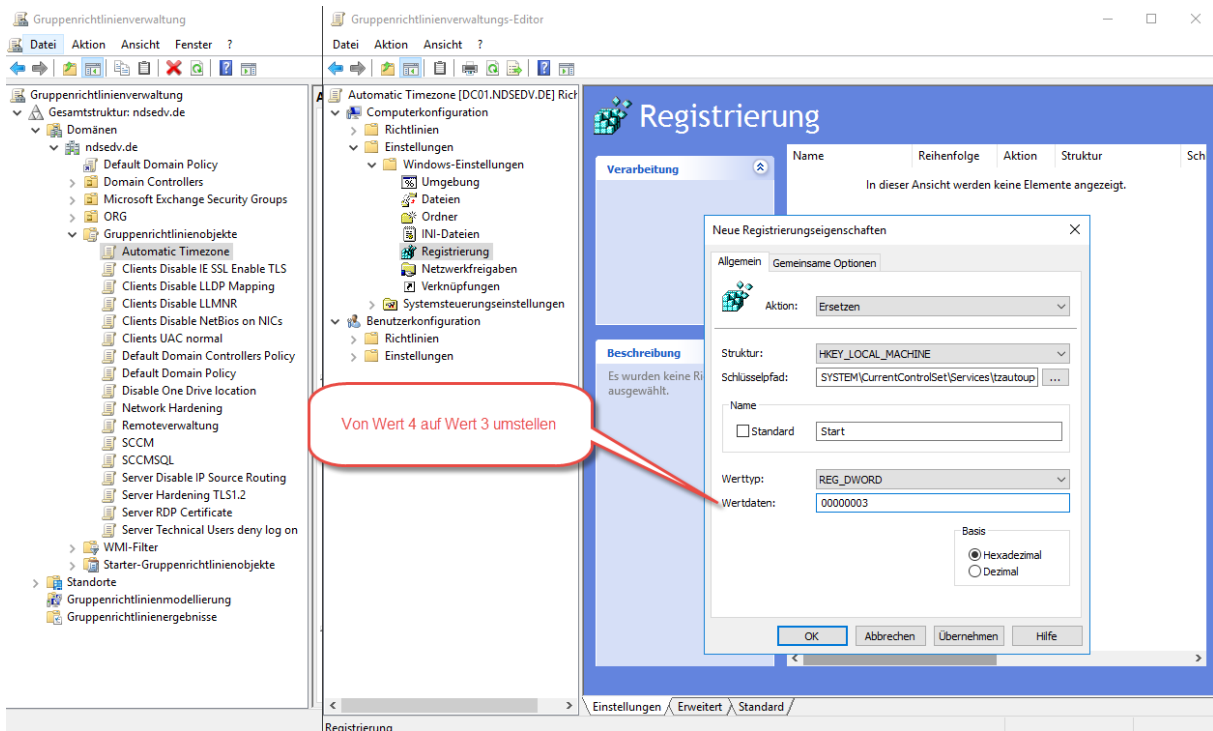 Gruppenrichtlinienverwaltung
Datei Aktion Ansicht Fenster ?
Gruppenrichtlinienverwaltung
Gesamtstruktur: ndsedv.de
Domänen
ndsedv.de
Default Domain Policy
Domain Controllers
Microsoft Exchange Security Groups
ORG
Gruppenrichtlinienobjekte
Automatic Timezone
Clients Disable IE SSL Enable TLS
Clients Disable LLDP Mapping
Clients Disable LLMNR
Clients Disable NetBios on NICs
Clients UAC normal
Default Domain Controllers Policy
Default Domain Policy
Disable One Drive location
Network Hardening
Remoteverwaltung
SCCM
SCCMSQL
Server Disable IP Source Routing
Server Hardening TLS1.2
Server RDP Certificate
Server Technical Users deny log on
WMI-Filter
Starter-Gruppenrichtlinienobjekte
Standorte
Gruppenrichtlinienmodellierung
Gruppenrichtlinienergebnisse
Gruppenrichtlinienverwaltungs-Editor
Datei Aktion Ansicht ?
Automatic Timezone [DC01.NDSEDV.DE] Rich
Computerkonfiguration
Richtlinien
Einstellungen
Windows-Einstellungen
Umgebung
Dateien
Ordner
INI-Dateien
Registrierung
Netzwerkfreigaben
Verknüpfungen
Systemsteuerungseinstellungen
Benutzerkonfiguration
Richtlinien
Einstellungen
Von Wert 4 auf Wert 3 umstellen
Registrierung
Verarbeitung
Beschreibung
Es wurden keine Ri
ausgewählt.
Name Reihenfolge Aktion Struktur Sch
In dieser Ansicht werden keine Elemente angezeigt.
Neue Registrierungseigenschaften
Allgemein Gemeinsame Optionen
Aktion: Ersetzen
Struktur: HKEY_LOCAL_MACHINE
Schlüsselpfad: SYSTEM\CurrentControlSet\Services\tzautoup ...
Name
Standard Start
Werttyp: REG_DWORD
Wertdaten: 00000003
Basis
Hexadezimal
Dezimal
OK Abbrechen Übernehmen Hilfe
Einstellungen Erweitert Standard
Registrierung